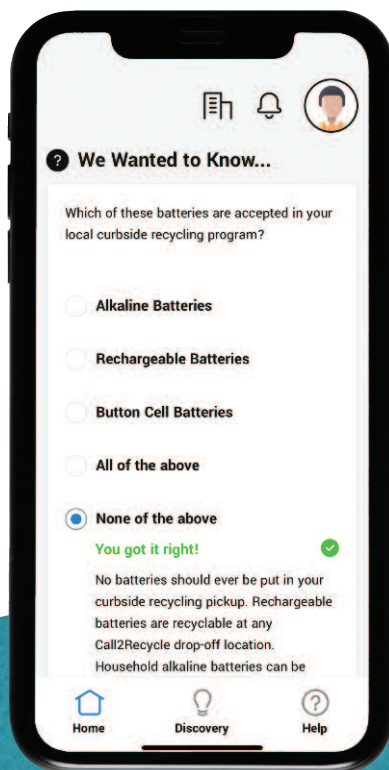 ? We Wanted to Know...
Which of these batteries are accepted in your
local curbside recycling program?
Alkaline Batteries
Rechargeable Batteries
Button Cell Batteries
All of the above
None of the above
You got it right!
No batteries should ever be put in your
curbside recycling pickup. Rechargeable
batteries are recyclable at any
Call2Recycle drop-off location.
Household alkaline batteries can be
Home Discovery ? Help